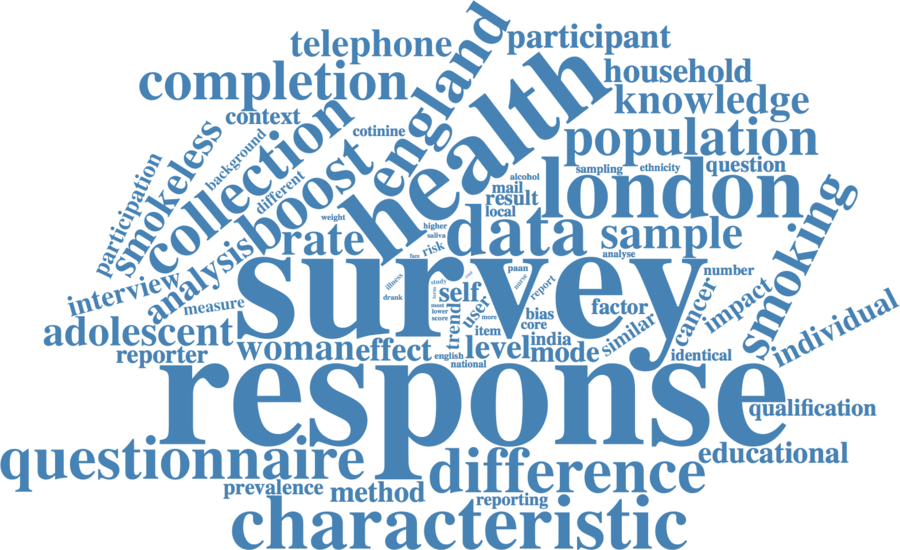 telephone
participant
england
completion
household
health
knowledge
context
collection
cotinine
population
background
smokeless
boost
participation
different
sampling
ethnicity
question
alcohol
mail
london
result
local
smoking
weight
higher
saliva
rate
data
sample
analysis
risk
face
analyse
survey
interview
illness
study
paan
nurse
report
number
cancer
impact
measure
drank
self
user
most
lower
score
more
trend
bias
core
factor
similar
individual
adolescent
item
india
reporter
woman
effect
english
national
level
mode
identical
response
qualification
questionnaire
difference
educational
prevalence
method
reporting
characteristic